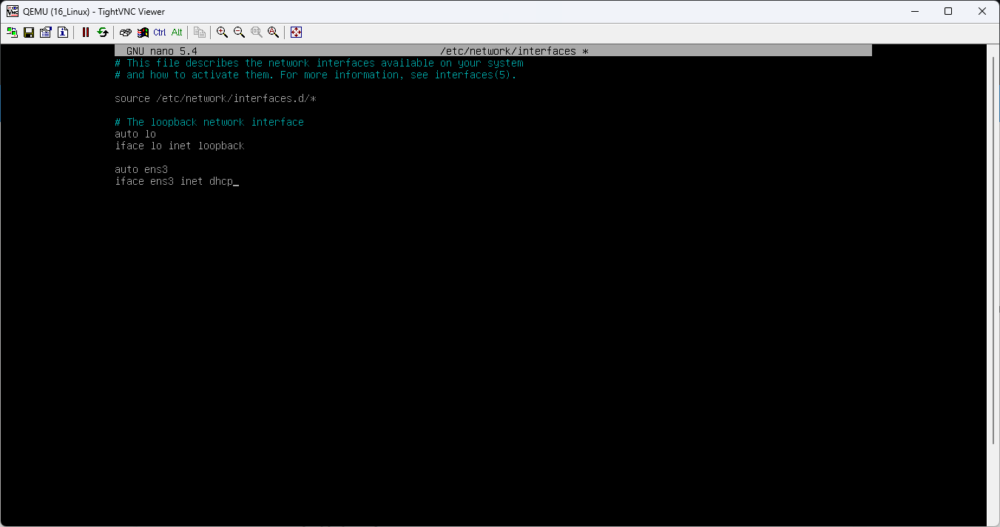 QEMU (16_Linux) - TightVNC Viewer
Ctrl Alt
GNU nano 5.4 /etc/network/interfaces *
# This file describes the network interfaces available on your system
# and how to activate them. For more information, see interfaces(5).
source /etc/network/interfaces.d/*
# The loopback network interface
auto lo
iface lo inet loopback
auto ens3
iface ens3 inet dhcp_